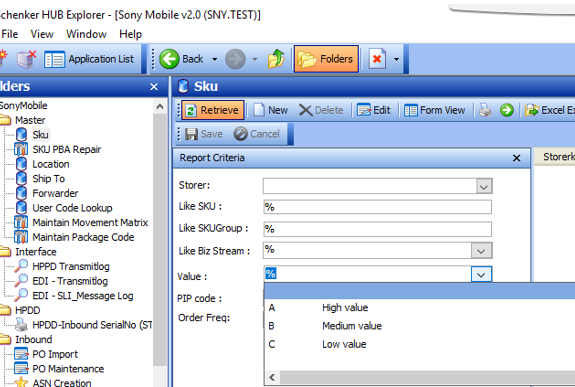 Schenker HUB Explorer - [Sony Mobile v2.0 (SNY.TEST)]
File View Window Help
Application List Back Folders
Folders
Sku
SonyMobile
Master
Sku
SKU PBA Repair
Location
Ship To
Forwarder
User Code Lookup
Maintain Movement Matrix
Maintain Package Code
Interface
HPPD Transmitlog
EDI - Transmitlog
EDI - SLI_Message Log
HPDD
HPDD-Inbound SerialNo (ST
Inbound
PO Import
PO Maintenance
ASN Creation
Retrieve New Delete Edit Form View Excel Ex
Save Cancel
Report Criteria
Storer:
Like SKU : %
Like SKUGroup : %
Like Biz Stream : %
Value : %
PIP code :
Order Freq:
A High value
B Medium value
C Low value
Storerk